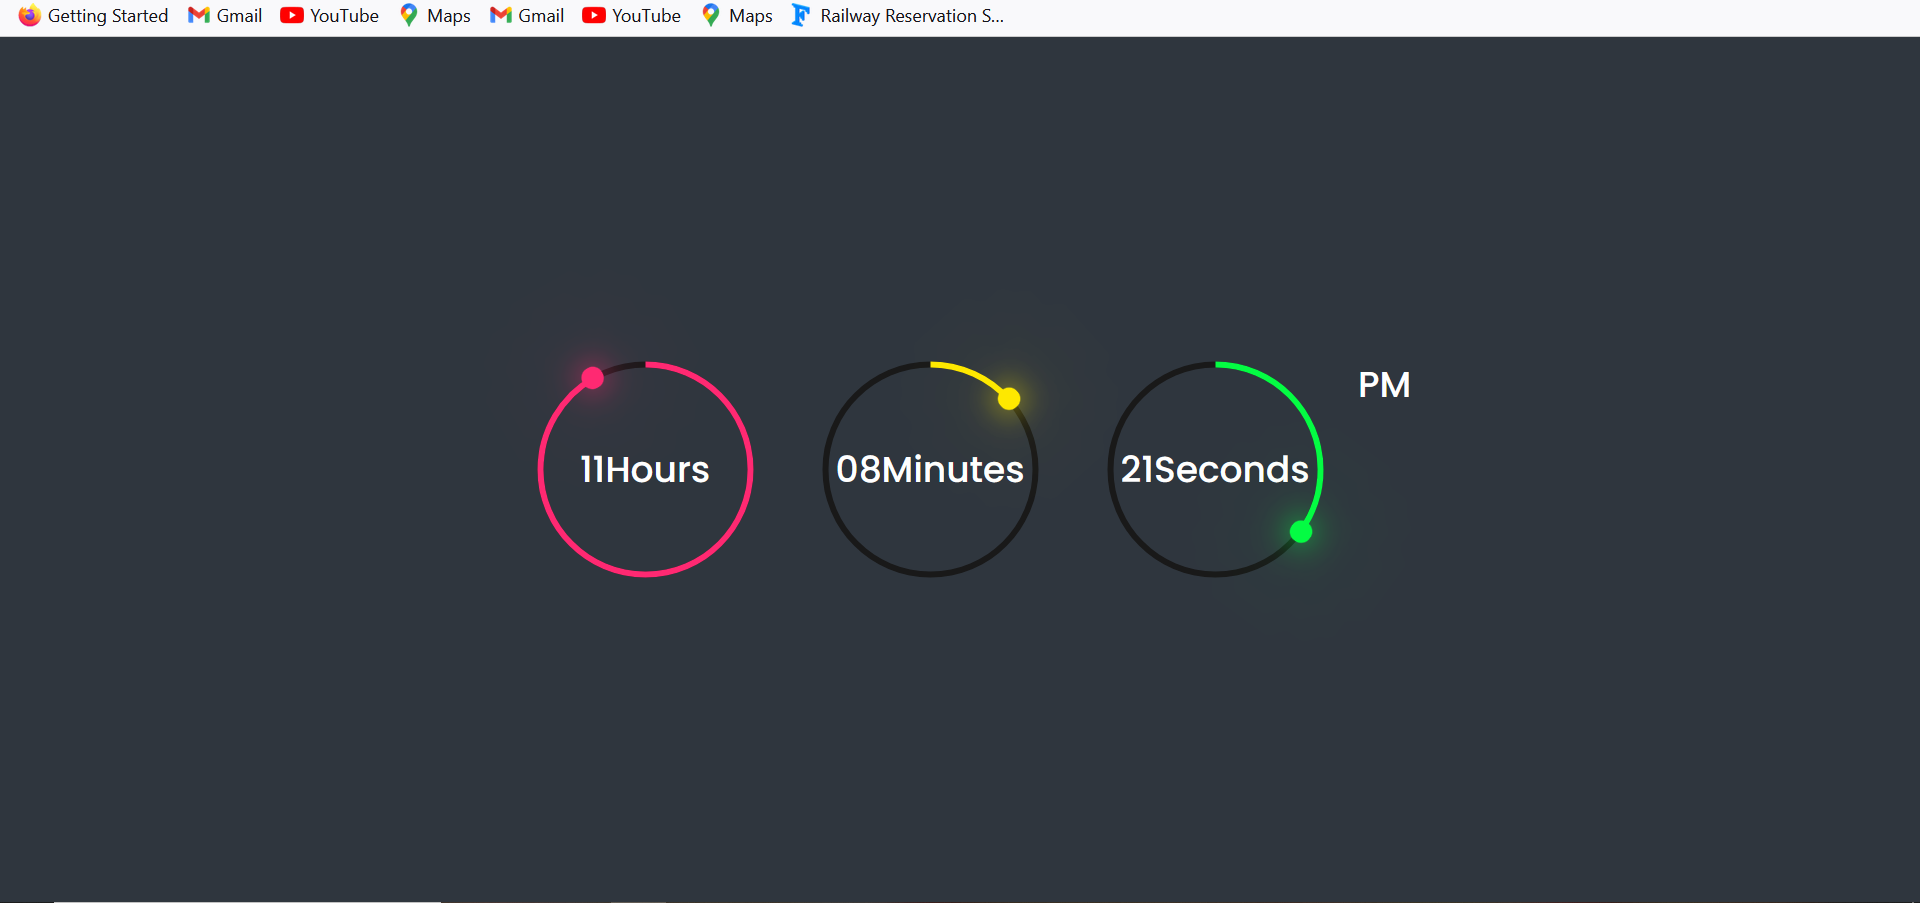 Getting Started Gmail YouTube Maps Gmail YouTube Maps Railway Reservation S...
PM
11Hours 08Minutes 21Seconds